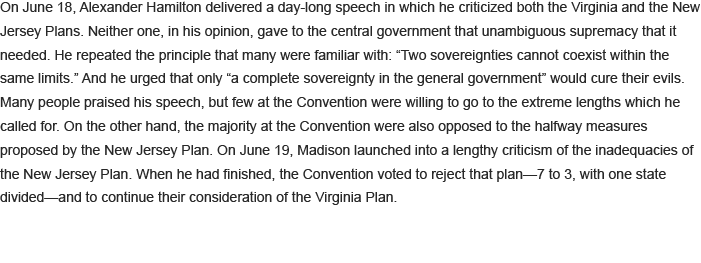 On June 18, Alexander Hamilton delivered a day-long speech in which he criticized both the Virginia and the New
Jersey Plans. Neither one, in his opinion, gave to the central government that unambiguous supremacy that it
needed. He repeated the principle that many were familiar with: “Two sovereignties cannot coexist within the
same limits.” And he urged that only “a complete sovereignty in the general government” would cure their evils.
Many people praised his speech, but few at the Convention were willing to go to the extreme lengths which he
called for. On the other hand, the majority at the Convention were also opposed to the halfway measures
proposed by the New Jersey Plan. On June 19, Madison launched into a lengthy criticism of the inadequacies of
the New Jersey Plan. When he had finished, the Convention voted to reject that plan—7 to 3, with one state
divided—and to continue their consideration of the Virginia Plan.